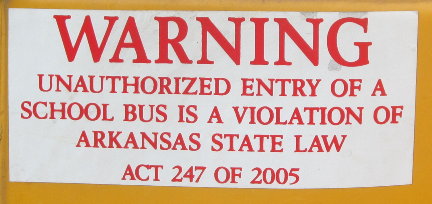 WARNING
UNAUTHORIZED ENTRY OF A
SCHOOL BUS IS A VIOLATION OF
ARKANSAS STATE LAW
ACT 247 OF 2005